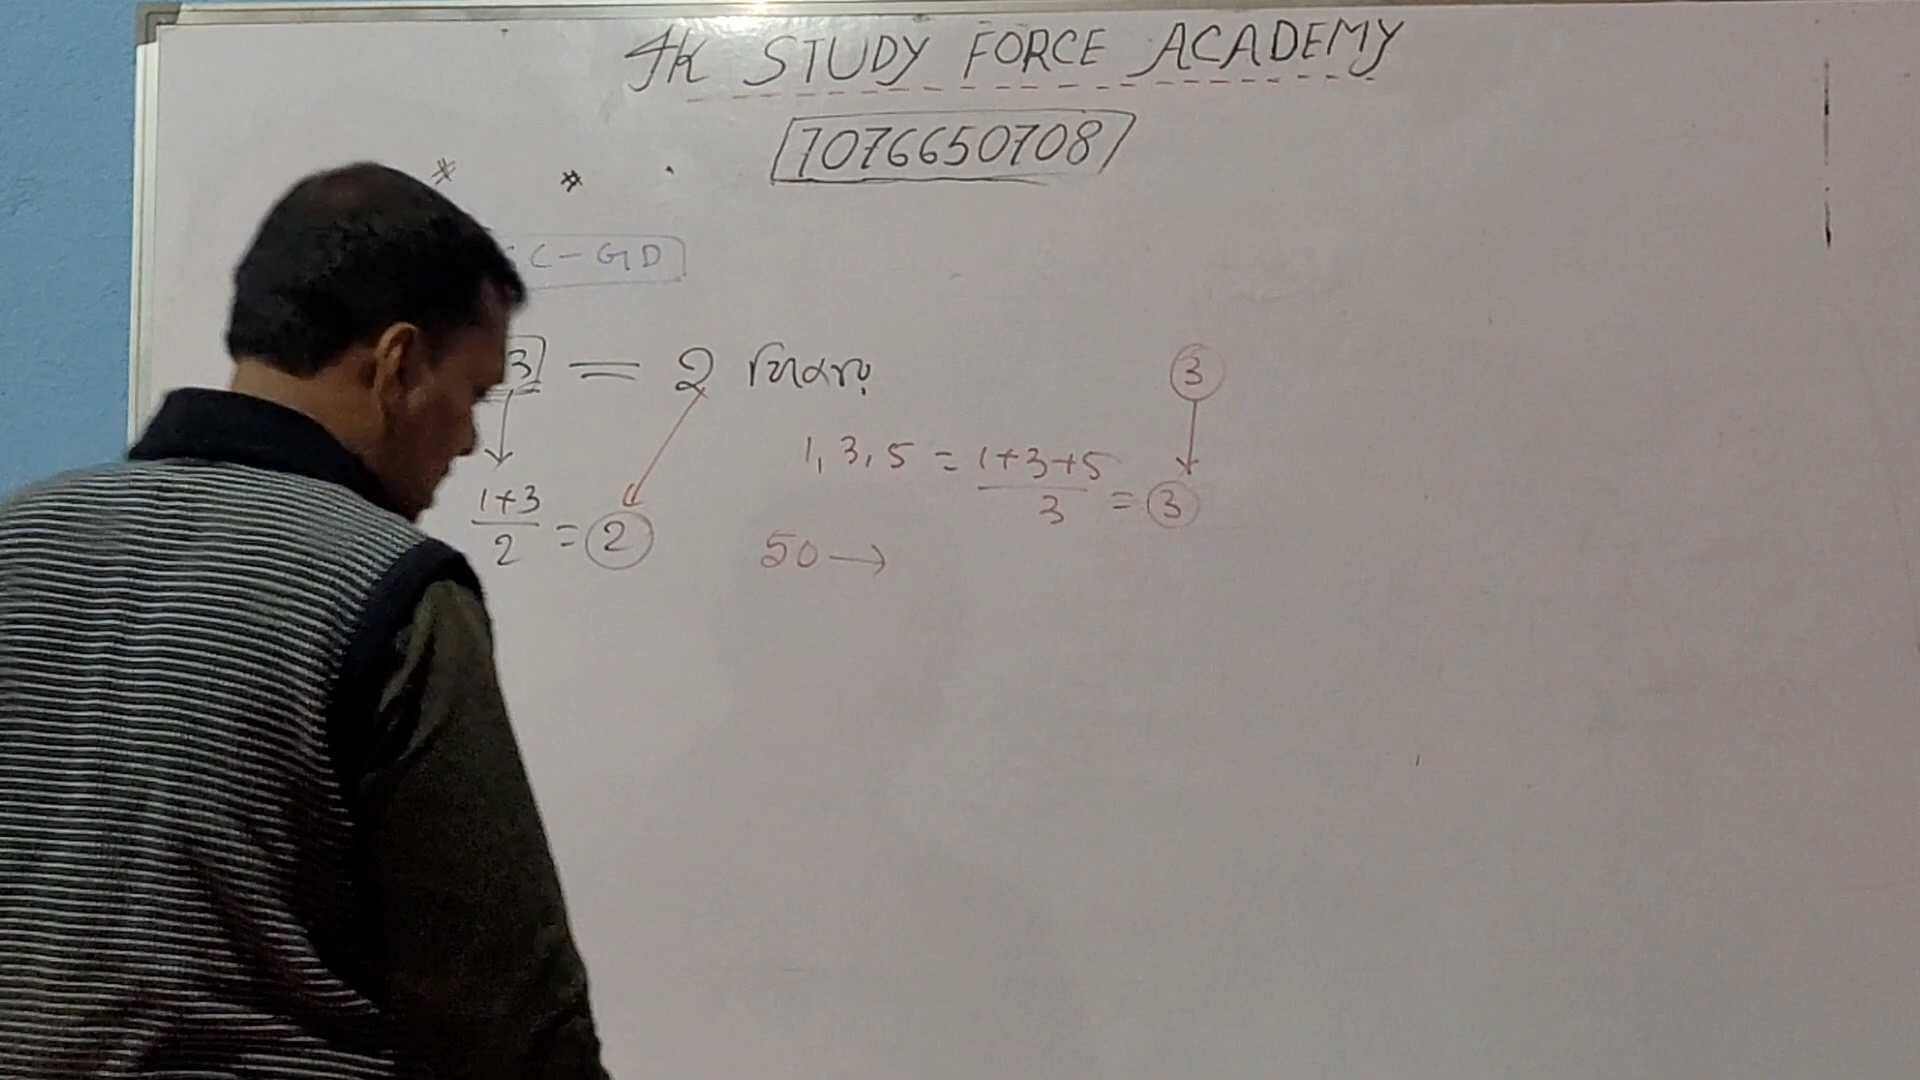 JK STUDY FORCE ACADEMY
7076650708
* * .
C-GD
3 = 2
3
1, 3, 5 = 1+3+5 / 3 = 3
1+3 / 2 = 2
50 →